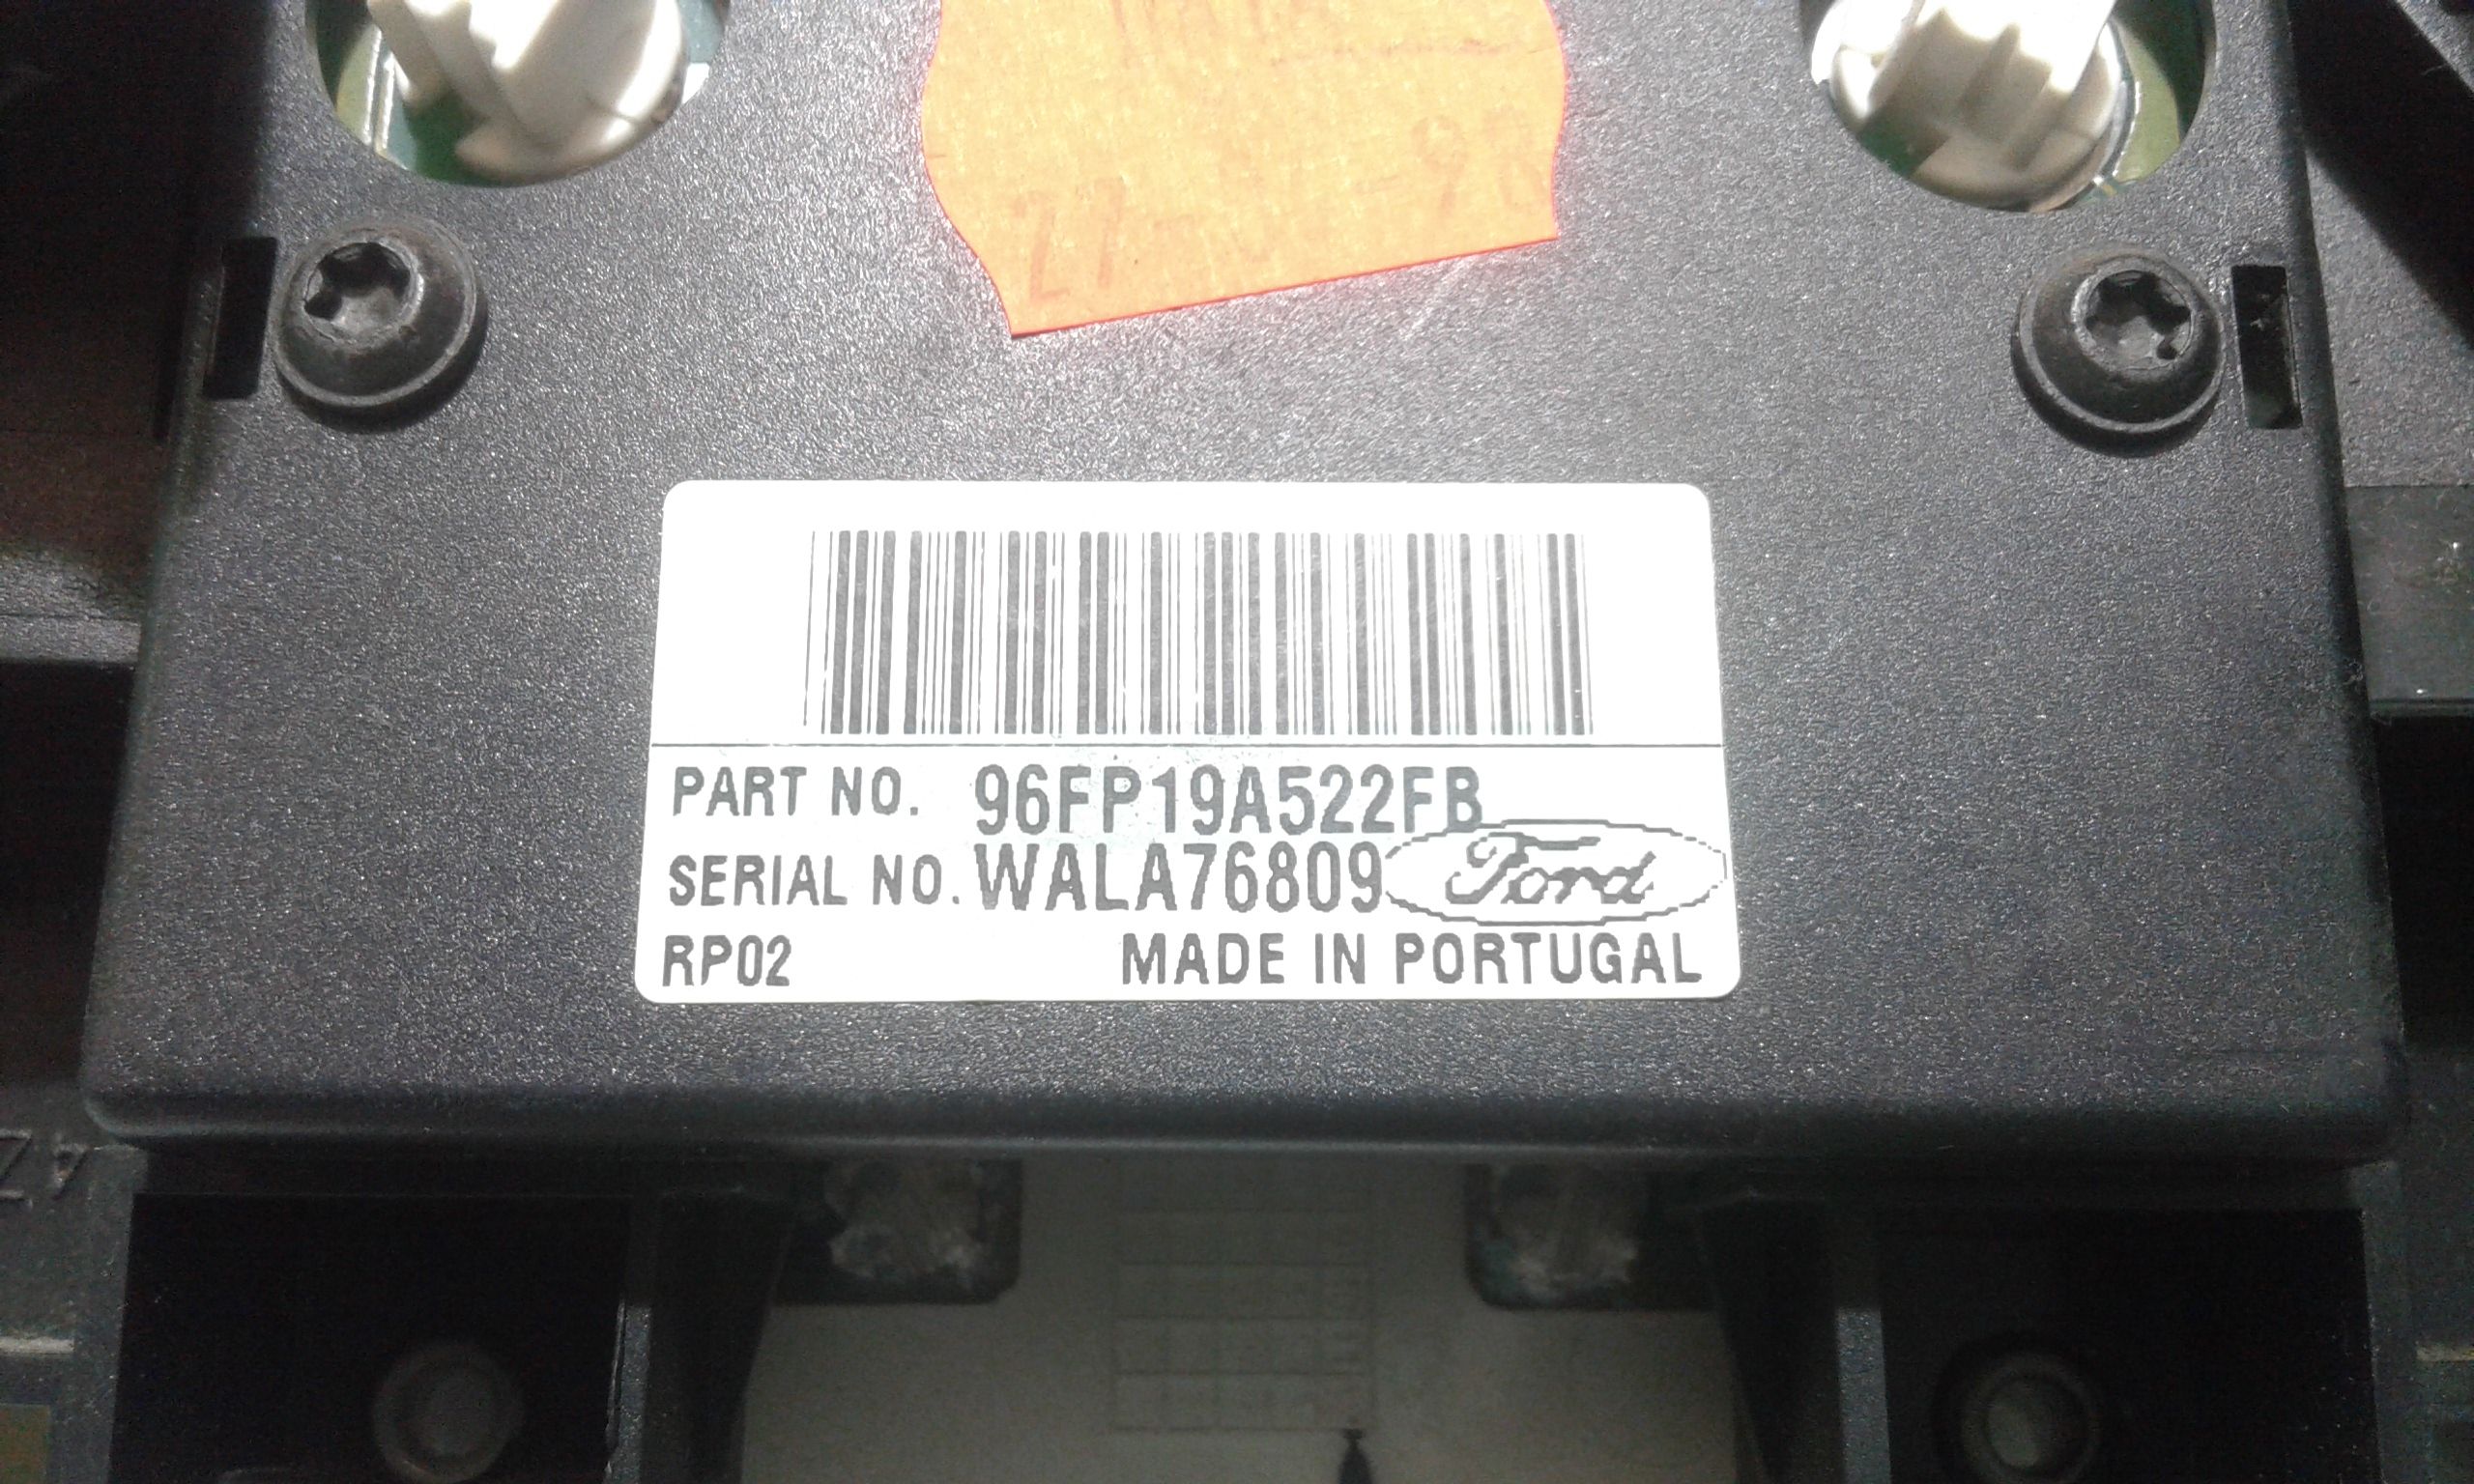 PART NO. 96FP19A522FB
SERIAL NO. WALA76809 Ford
RP02 MADE IN PORTUGAL